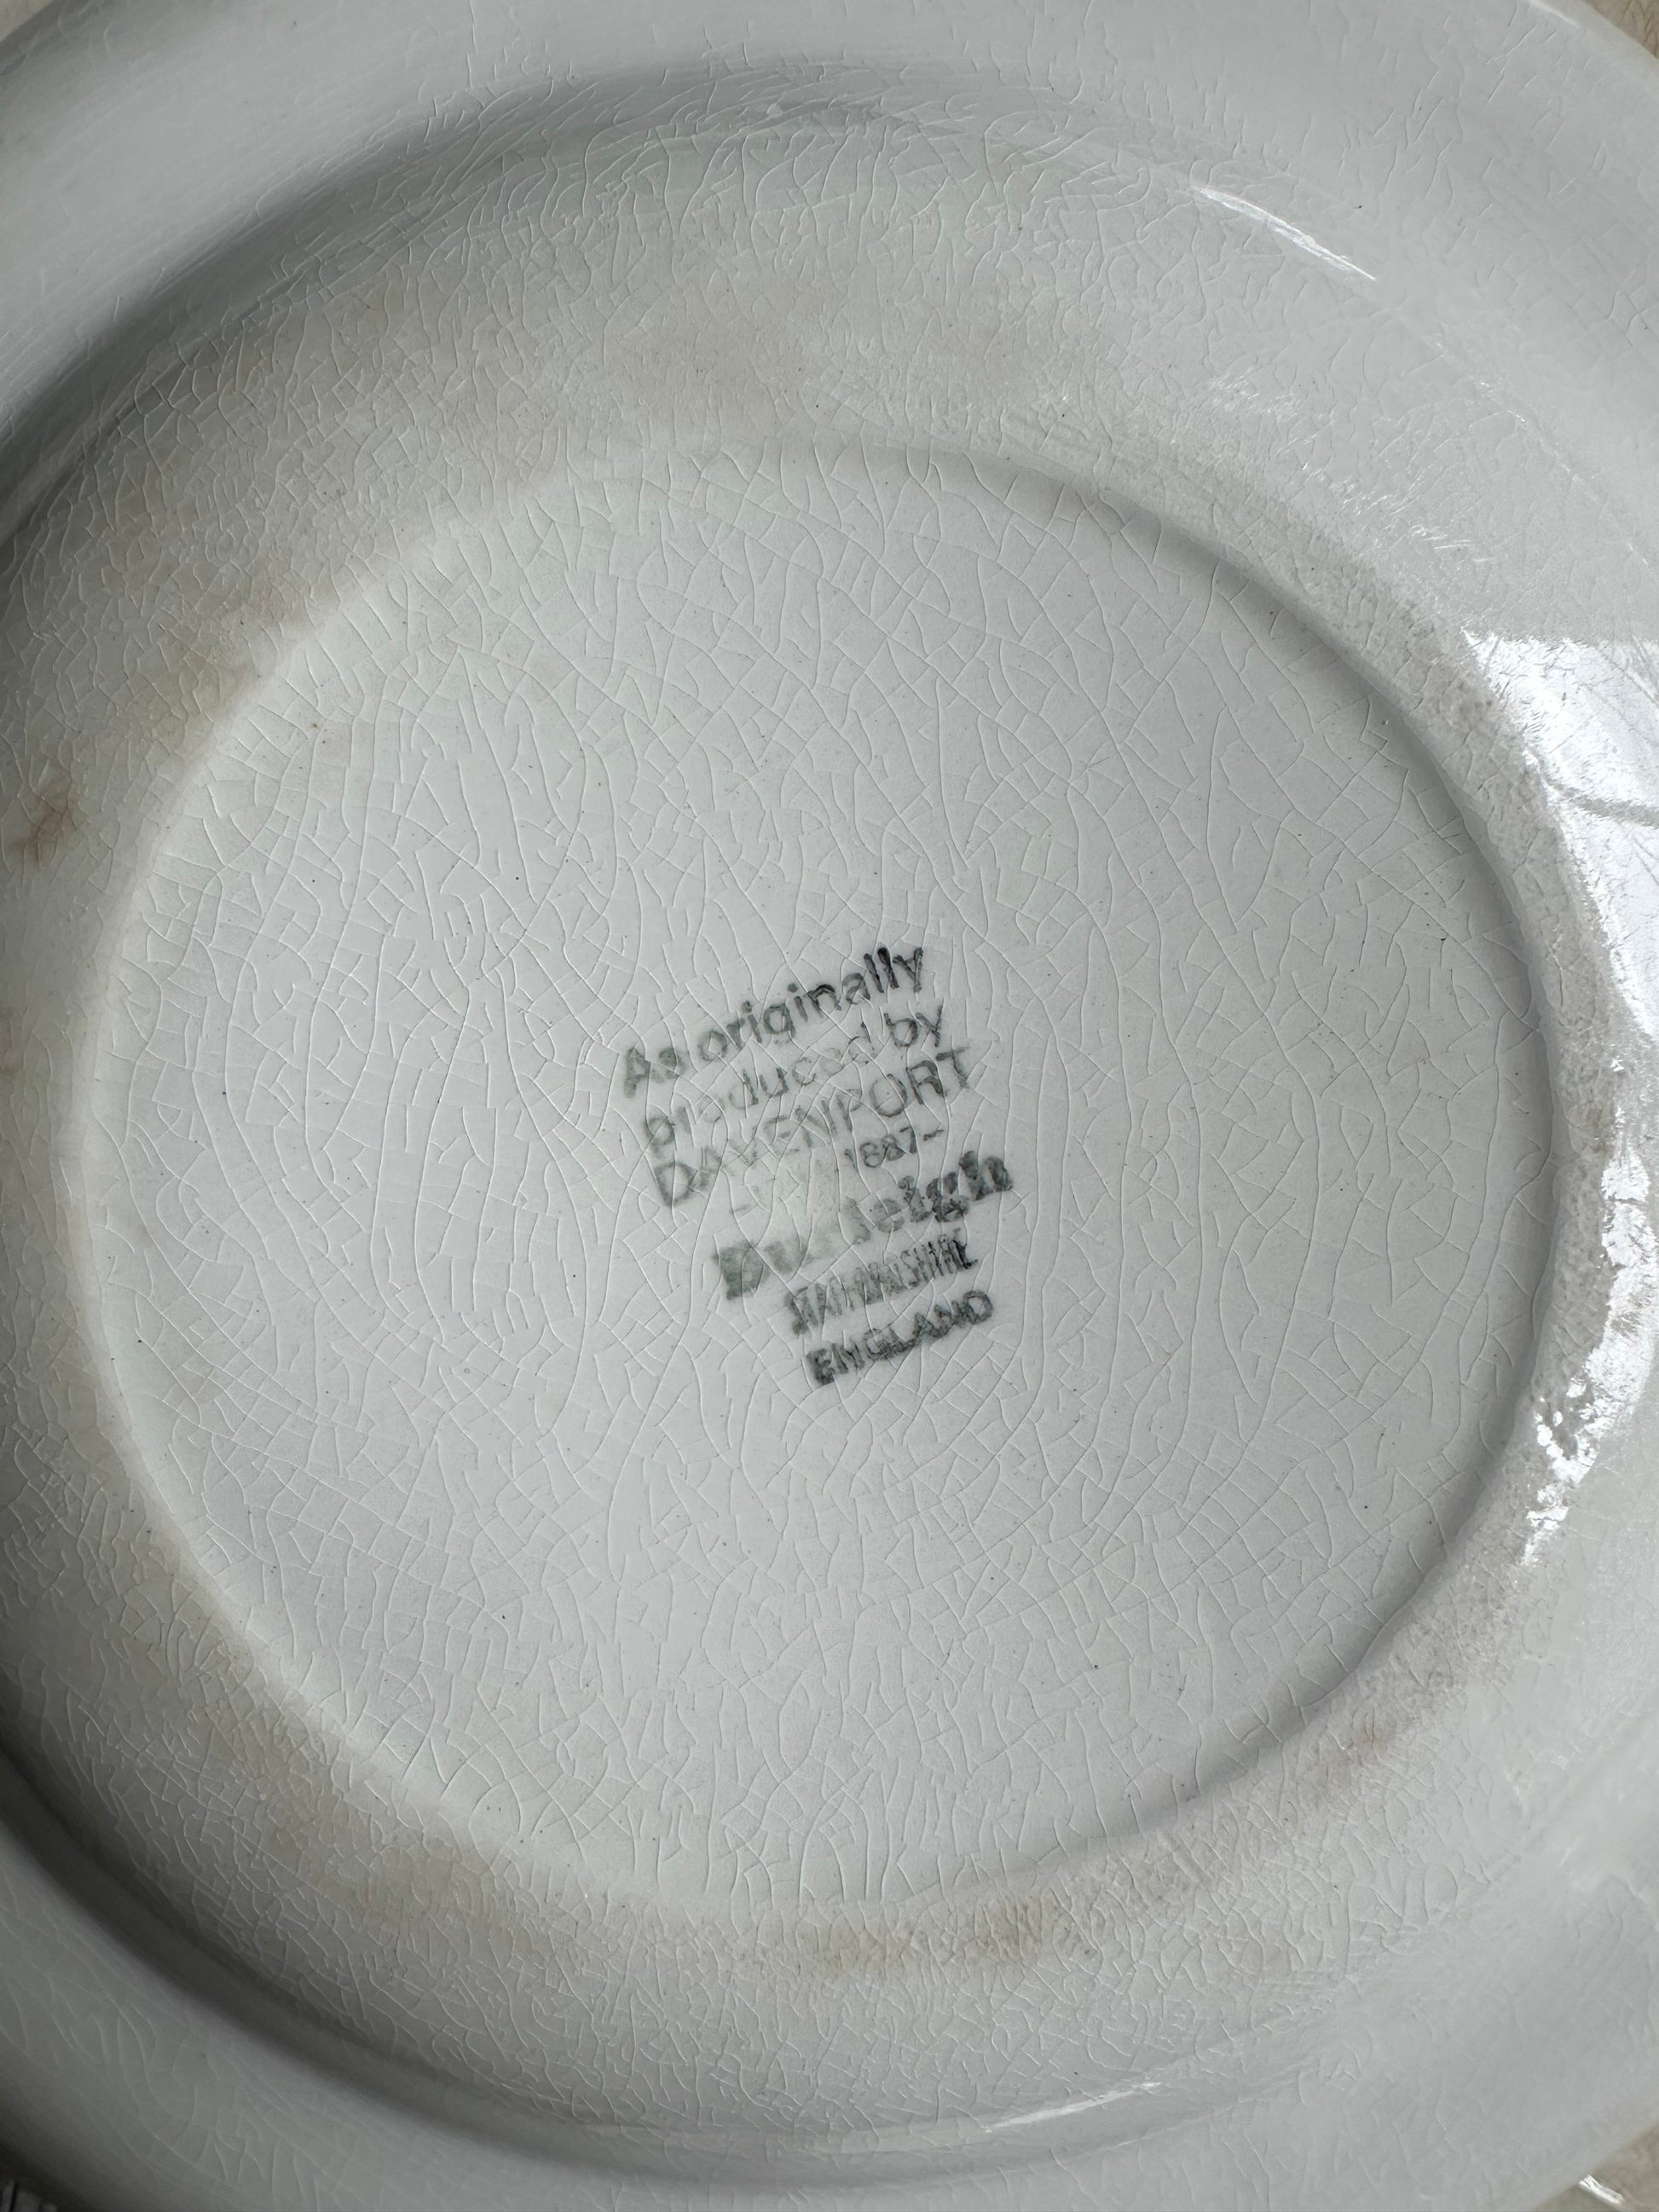 As originally
produced by
DAVENPORT
1887–
Burleigh
STAFFORDSHIRE
ENGLAND